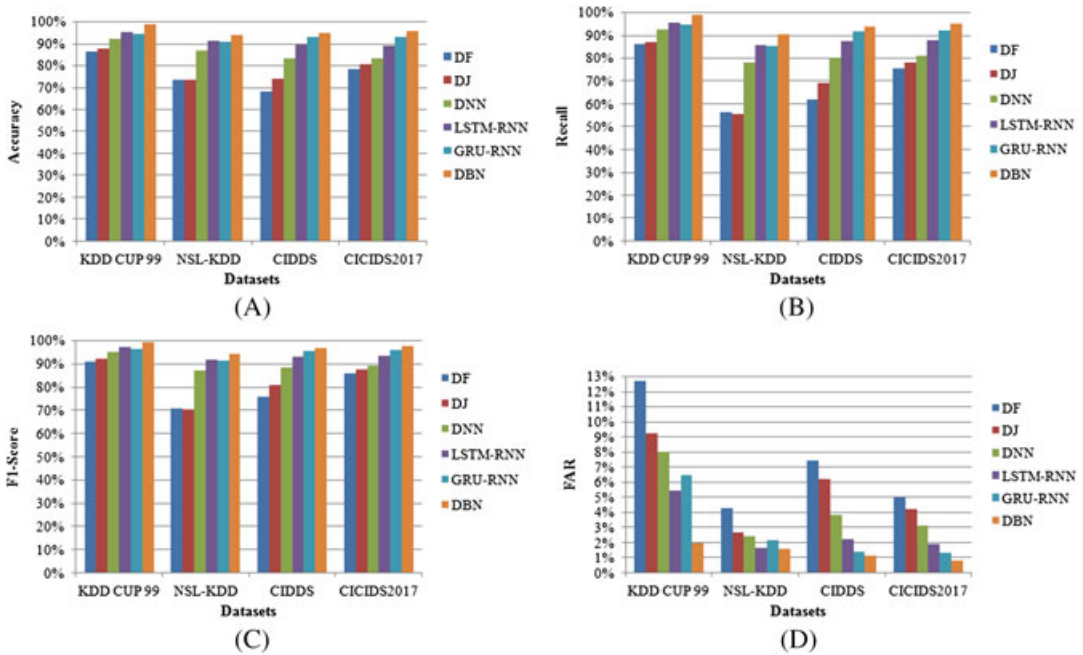 100%
90%
80%
70%
60%
50%
40%
30%
20%
10%
0%
Accuracy
KDD CUP 99 NSL-KDD CIDDS CICIDS2017
Datasets
DF
DJ
DNN
LSTM-RNN
GRU-RNN
DBN
(A)
100%
90%
80%
70%
60%
50%
40%
30%
20%
10%
0%
Recall
KDD CUP 99 NSL-KDD CIDDS CICIDS2017
Datasets
DF
DJ
DNN
LSTM-RNN
GRU-RNN
DBN
(B)
100%
90%
80%
70%
60%
50%
40%
30%
20%
10%
0%
F1-Score
KDD CUP 99 NSL-KDD CIDDS CICIDS2017
Datasets
DF
DJ
DNN
LSTM-RNN
GRU-RNN
DBN
(C)
13%
12%
11%
10%
9%
8%
7%
6%
5%
4%
3%
2%
1%
0%
FAR
KDD CUP 99 NSL-KDD CIDDS CICIDS2017
Datasets
DF
DJ
DNN
LSTM-RNN
GRU-RNN
DBN
(D)